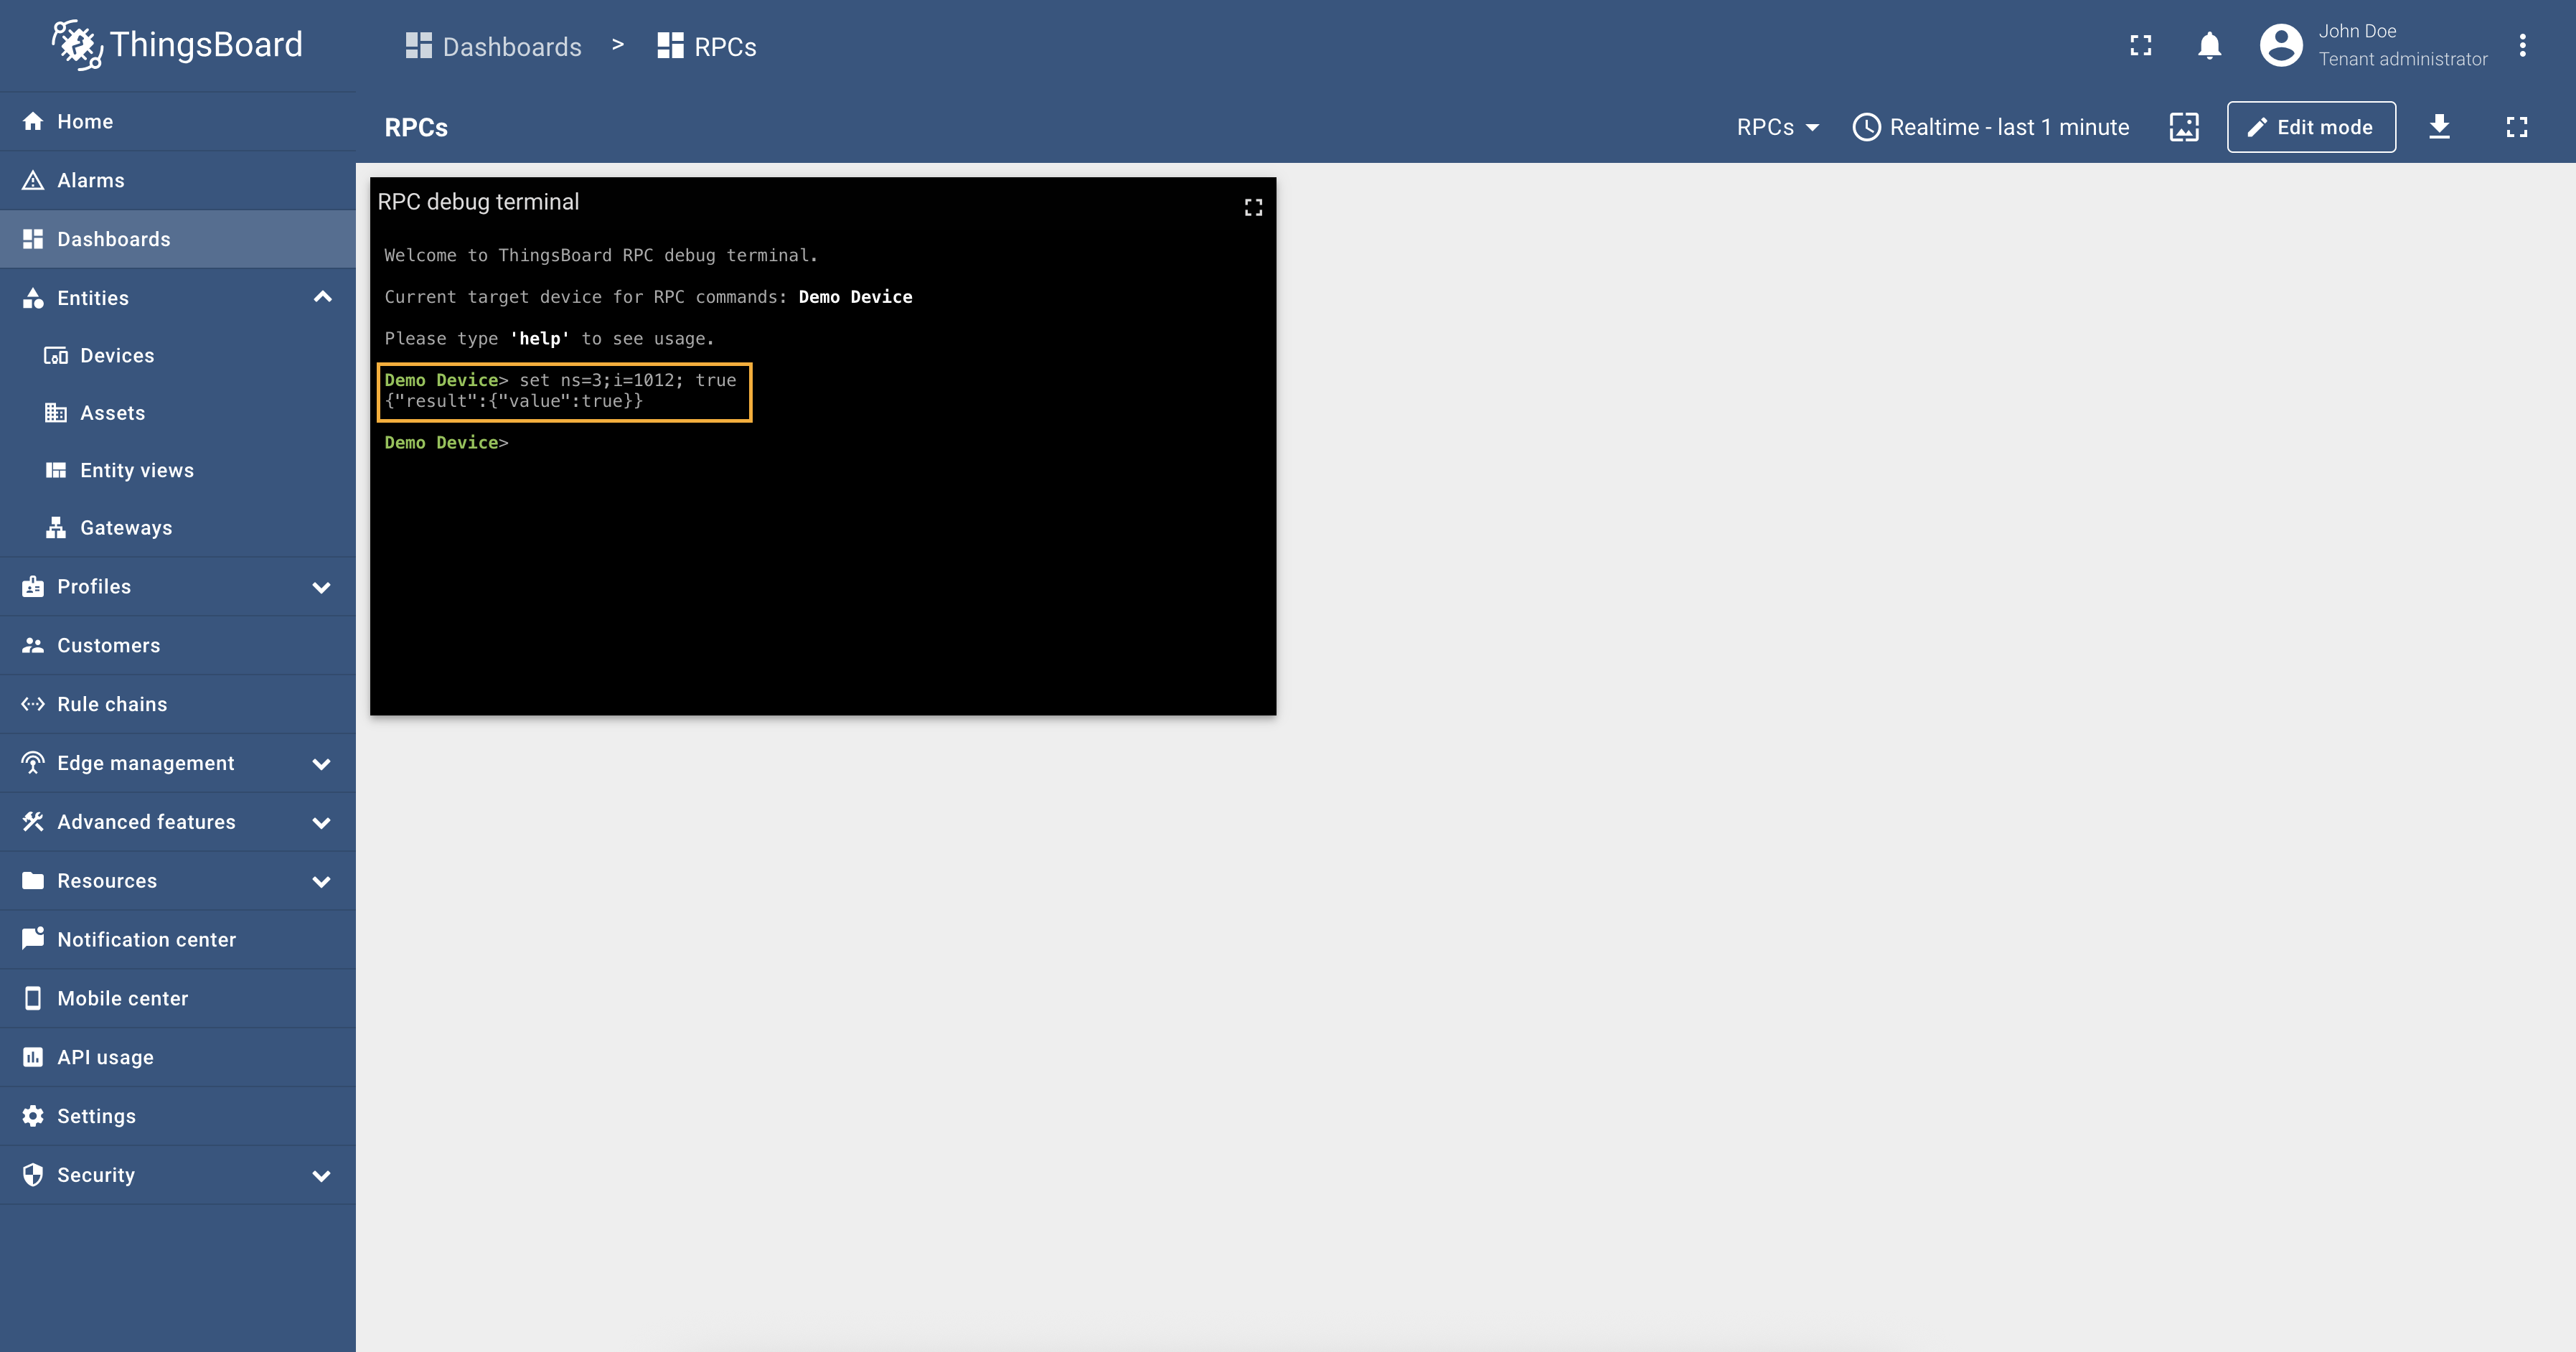 ThingsBoard
Dashboards > RPCs
John Doe
Tenant administrator
Home
Alarms
Dashboards
Entities
Devices
Assets
Entity views
Gateways
Profiles
Customers
Rule chains
Edge management
Advanced features
Resources
Notification center
Mobile center
API usage
Settings
Security
RPCs
RPCs
Realtime - last 1 minute
Edit mode
RPC debug terminal
Welcome to ThingsBoard RPC debug terminal.
Current target device for RPC commands: Demo Device
Please type 'help' to see usage.
Demo Device> set ns=3;i=1012; true
{"result":{"value":true}}
Demo Device>